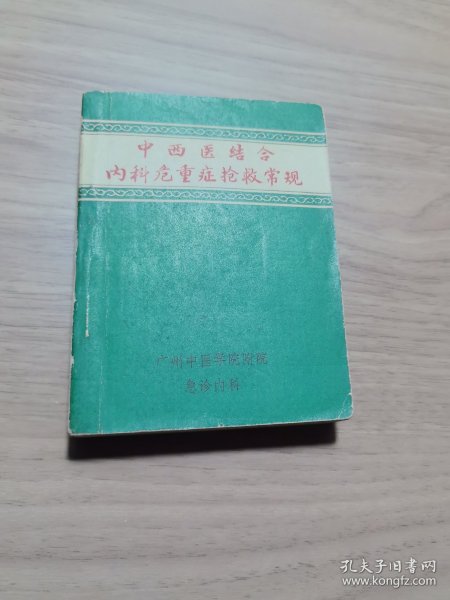 中西医结合
内科危重症抢救常规
广州中医学院附院
急诊内科
孔夫子旧书网
www.kongfz.com